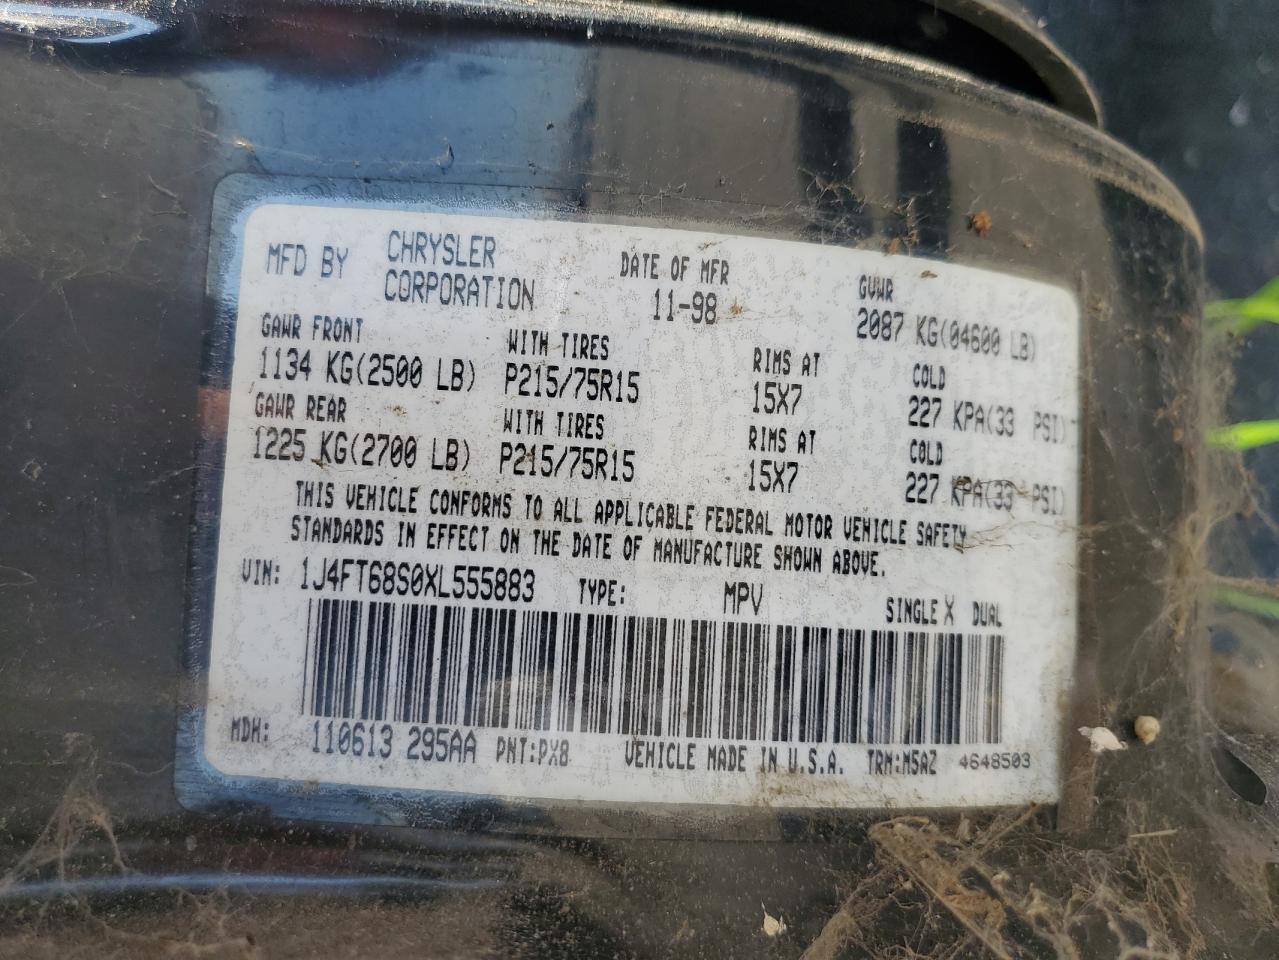 MFD BY CHRYSLER CORPORATION DATE OF MFR 11-98 GVWR 2087 KG(04600 LB)
GAWR FRONT WITH TIRES RIMS AT COLD
1134 KG(2500 LB) P215/75R15 15X7 227 KPA(33 PSI)
GAWR REAR WITH TIRES RIMS AT COLD
1225 KG(2700 LB) P215/75R15 15X7 227 KPA(33 PSI)
THIS VEHICLE CONFORMS TO ALL APPLICABLE FEDERAL MOTOR VEHICLE SAFETY
STANDARDS IN EFFECT ON THE DATE OF MANUFACTURE SHOWN ABOVE.
VIN: 1J4FT68S0XL555883 TYPE: MPV SINGLE X DUAL
MDH: 110613 295AA PNT:PX8 VEHICLE MADE IN U.S.A. TRM:M5AZ 4648503